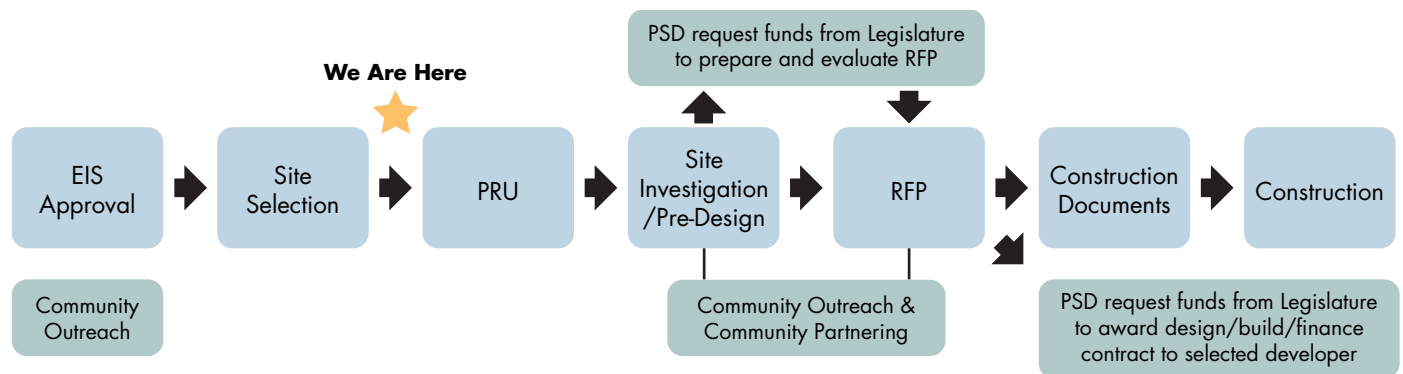 PSD request funds from Legislature
to prepare and evaluate RFP
We Are Here
EIS
Approval
Site
Selection
PRU
Site
Investigation
/Pre-Design
RFP
Construction
Documents
Construction
Community
Outreach
Community Outreach &
Community Partnering
PSD request funds from Legislature
to award design/build/finance
contract to selected developer